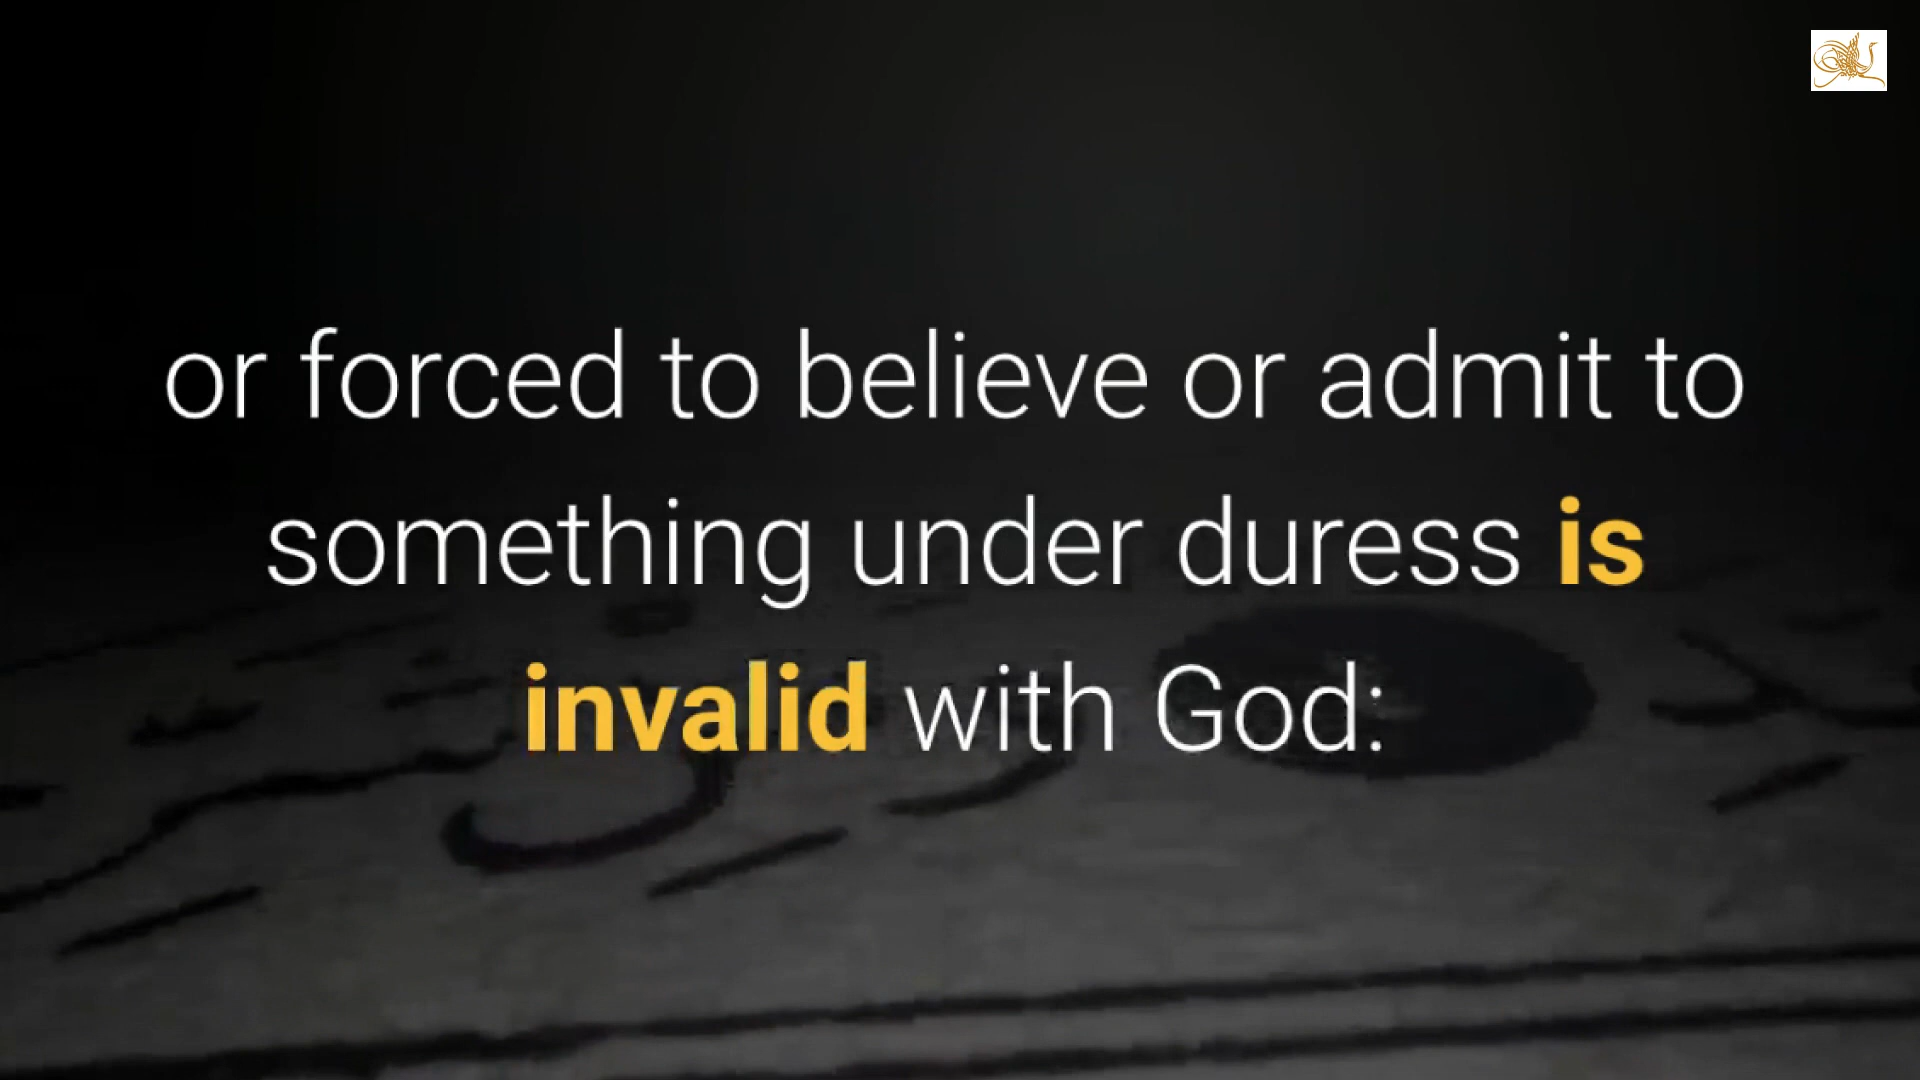 or forced to believe or admit to
something under duress is
invalid with God: